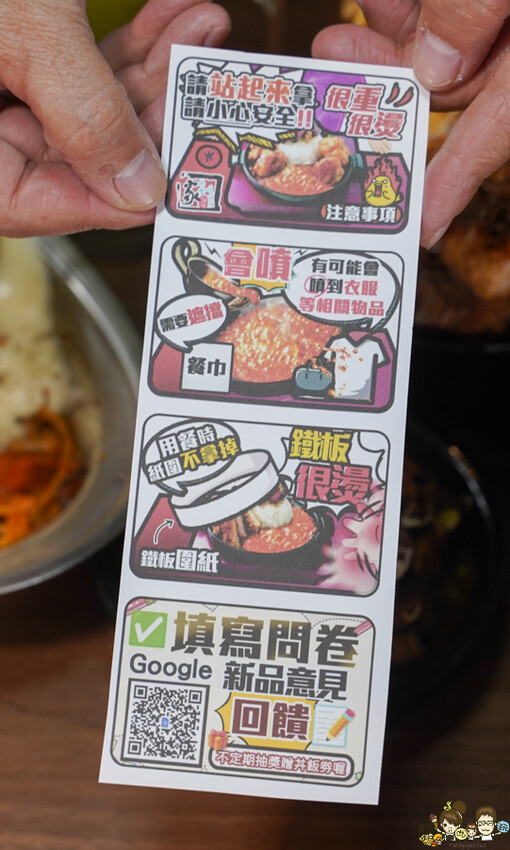 請站起來拿
請小心安全!!
很重
很燙
注意事項
會噴
有可能會
噴到衣服
等相關物品
需要遮擋
餐巾
用餐時
紙圍不拿掉
鐵板
很燙
鐵板圍紙
填寫問卷
Google 新品意見
回饋
不定期抽獎贈丼飯券喔